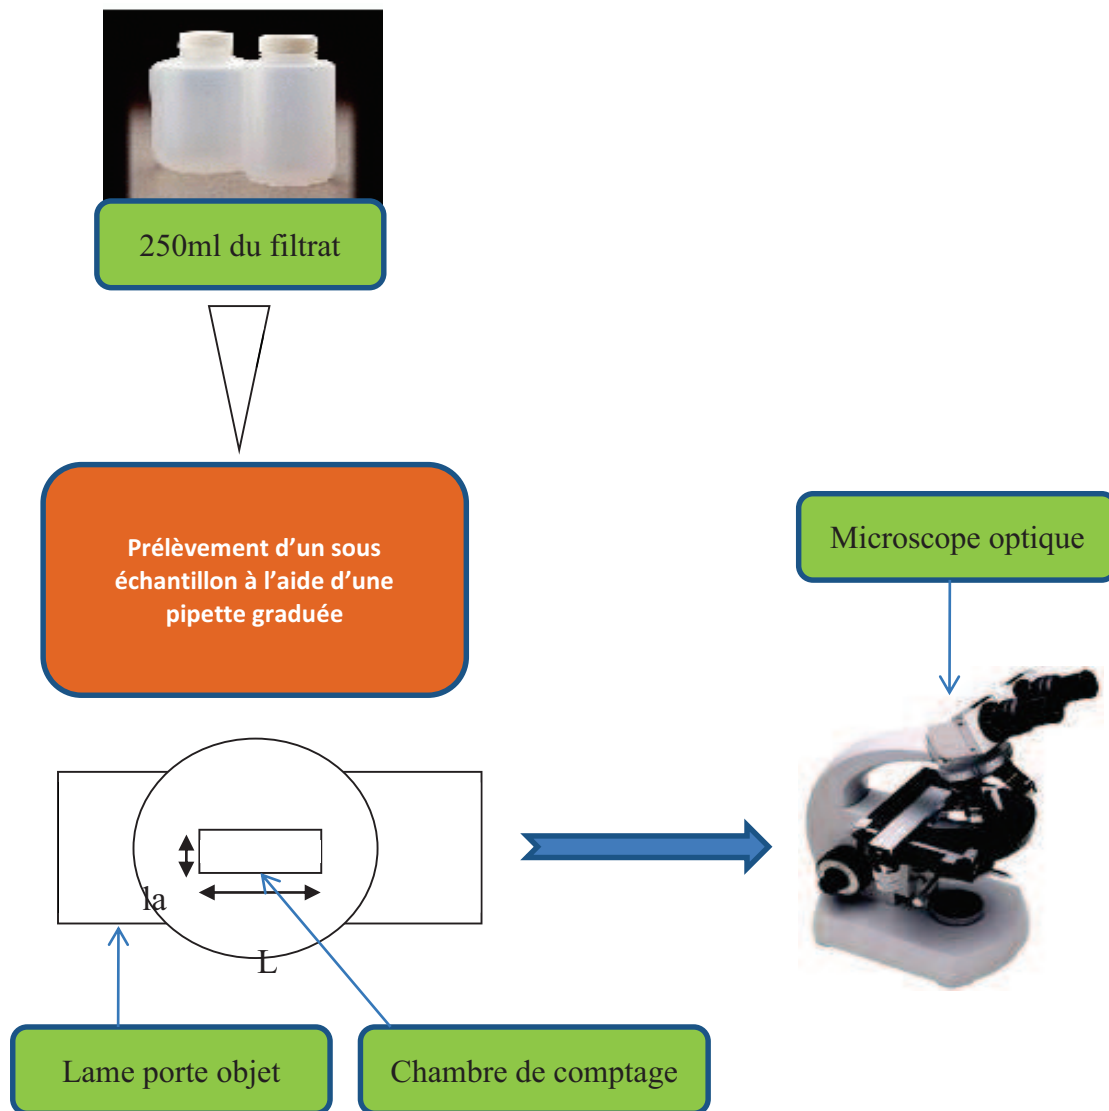 250ml du filtrat
Prélèvement d'un sous
échantillon à l'aide d'une
pipette graduée
Microscope optique
la
L
Lame porte objet
Chambre de comptage